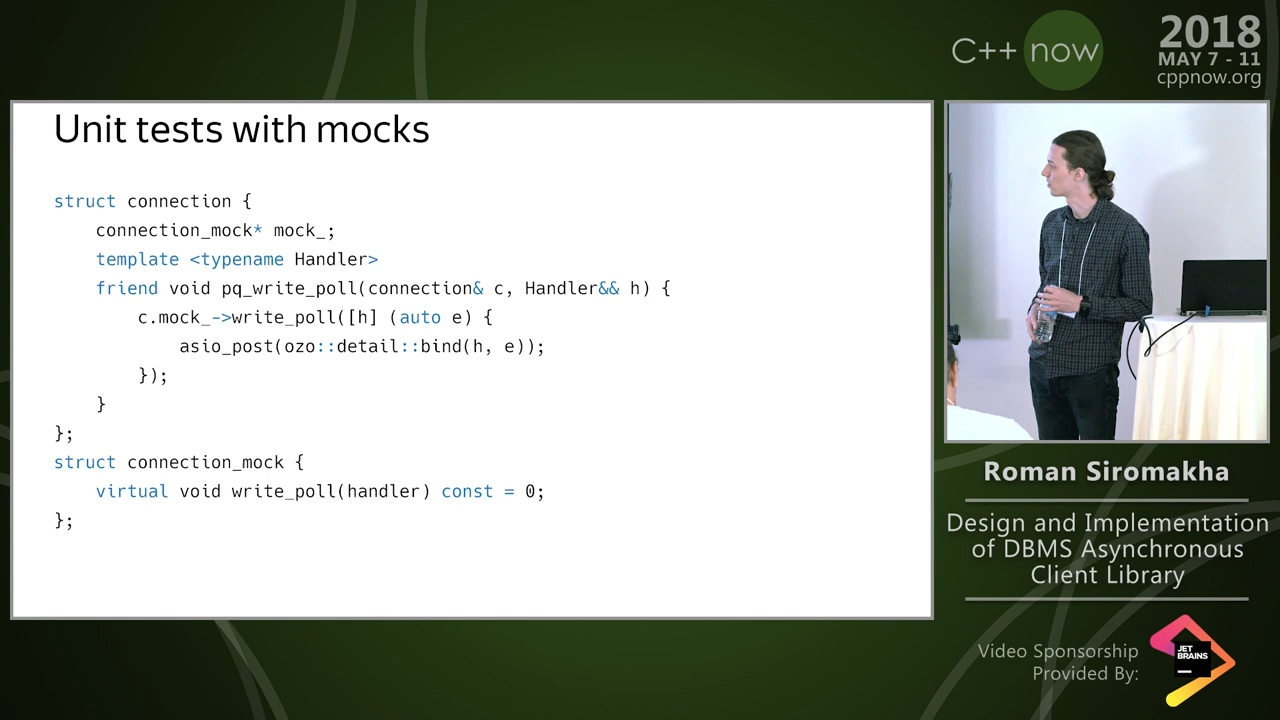 C++ now
2018
MAY 7 - 11
cppnow.org
Unit tests with mocks
struct connection {
connection_mock* mock_;
template <typename Handler>
friend void pq_write_poll(connection& c, Handler&& h) {
c.mock_->write_poll([h] (auto e) {
asio_post(ozo::detail::bind(h, e));
});
}
};
struct connection_mock {
virtual void write_poll(handler) const = 0;
};
Roman Siromakha
Design and Implementation
of DBMS Asynchronous
Client Library
Video Sponsorship
Provided By:
JET
BRAINS